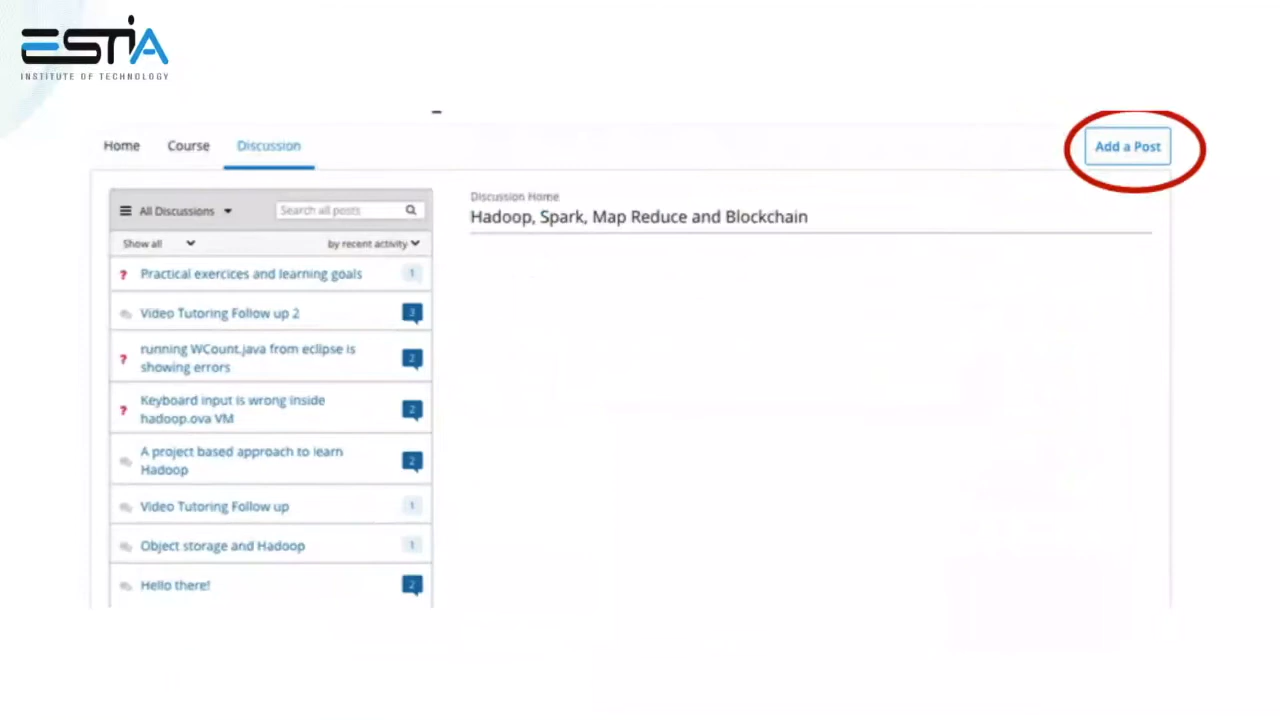 ESTIA
INSTITUTE OF TECHNOLOGY
Home Course Discussion
Add a Post
All Discussions
Search all posts
Show all
by recent activity
? Practical exercices and learning goals 1
Video Tutoring Follow up 2 3
? running WCount.java from eclipse is
showing errors 2
? Keyboard input is wrong inside
hadoop.ova VM 2
A project based approach to learn
Hadoop 2
Video Tutoring Follow up 1
Object storage and Hadoop 1
Hello there! 2
Discussion Home
Hadoop, Spark, Map Reduce and Blockchain